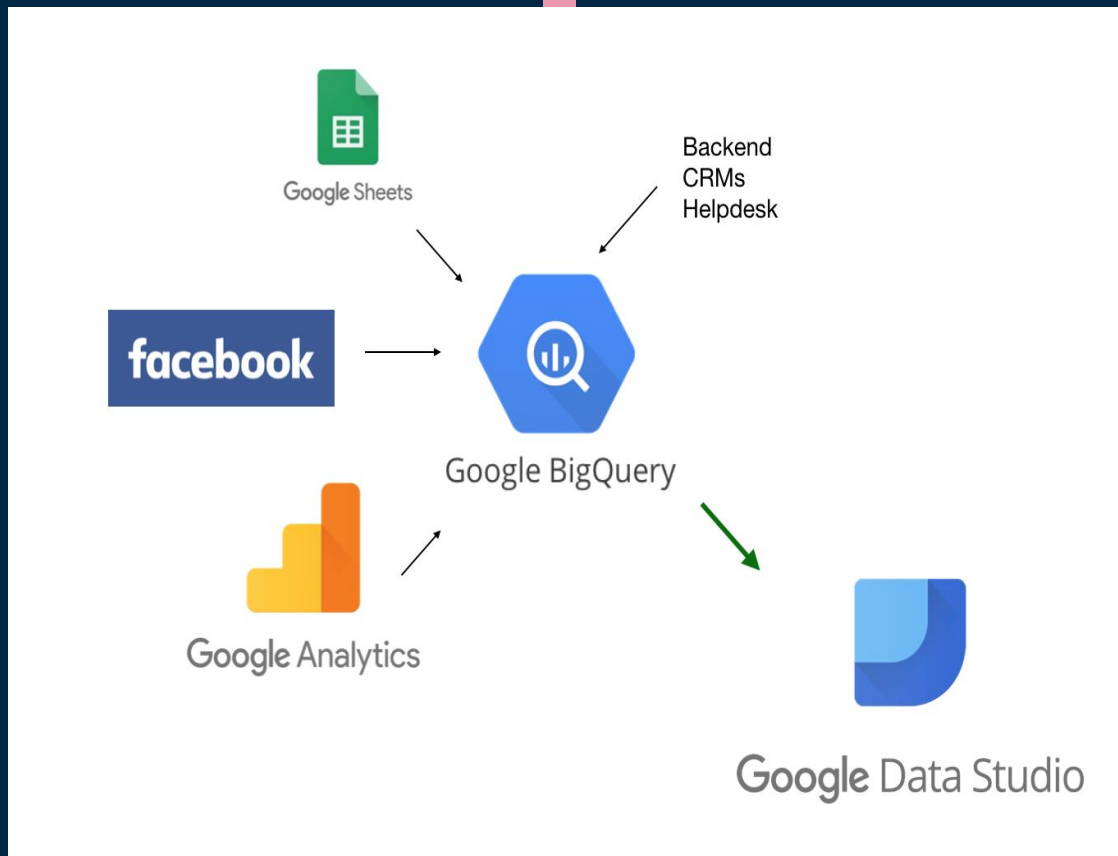 Google Sheets
Backend
CRMs
Helpdesk
facebook
Google BigQuery
Google Analytics
Google Data Studio